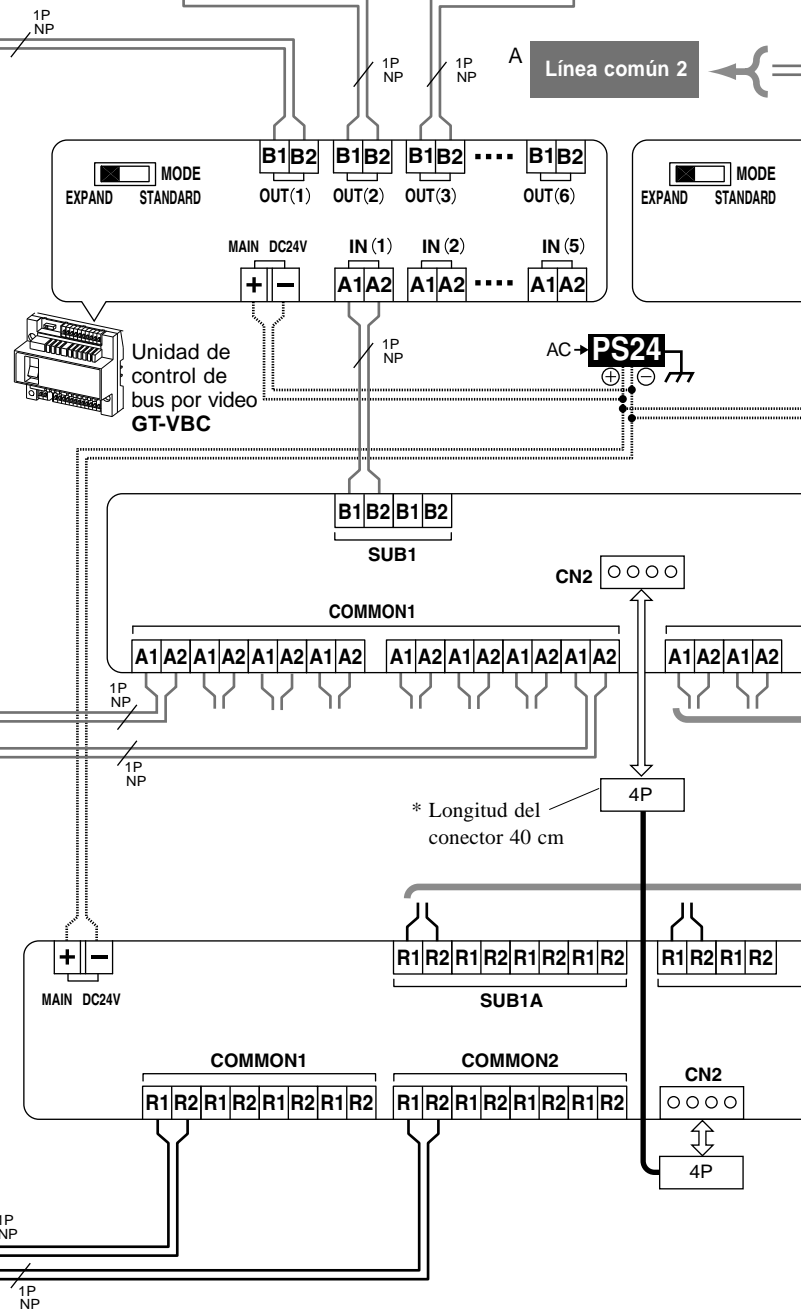 1P
NP
1P
NP
1P
NP
A
Línea común 2
B1 B2 B1 B2 B1 B2 B1 B2
MODE
EXPAND STANDARD
OUT(1) OUT(2) OUT(3) OUT(6)
MODE
EXPAND STANDARD
MAIN DC24V
IN(1) IN(2) IN(5)
+ −
A1 A2 A1 A2 A1 A2
1P
NP
AC PS24
+ −
Unidad de
control de
bus por video
GT-VBC
B1 B2 B1 B2
SUB1
CN2
COMMON1
A1 A2 A1 A2 A1 A2 A1 A2 A1 A2 A1 A2 A1 A2 A1 A2 A1 A2 A1 A2
1P
NP
1P
NP
4P
* Longitud del
conector 40 cm
+ −
MAIN DC24V
R1 R2 R1 R2 R1 R2 R1 R2 R1 R2 R1 R2
SUB1A
COMMON1 COMMON2
CN2
R1 R2 R1 R2 R1 R2 R1 R2 R1 R2 R1 R2 R1 R2 R1 R2
4P
1P
NP
1P
NP